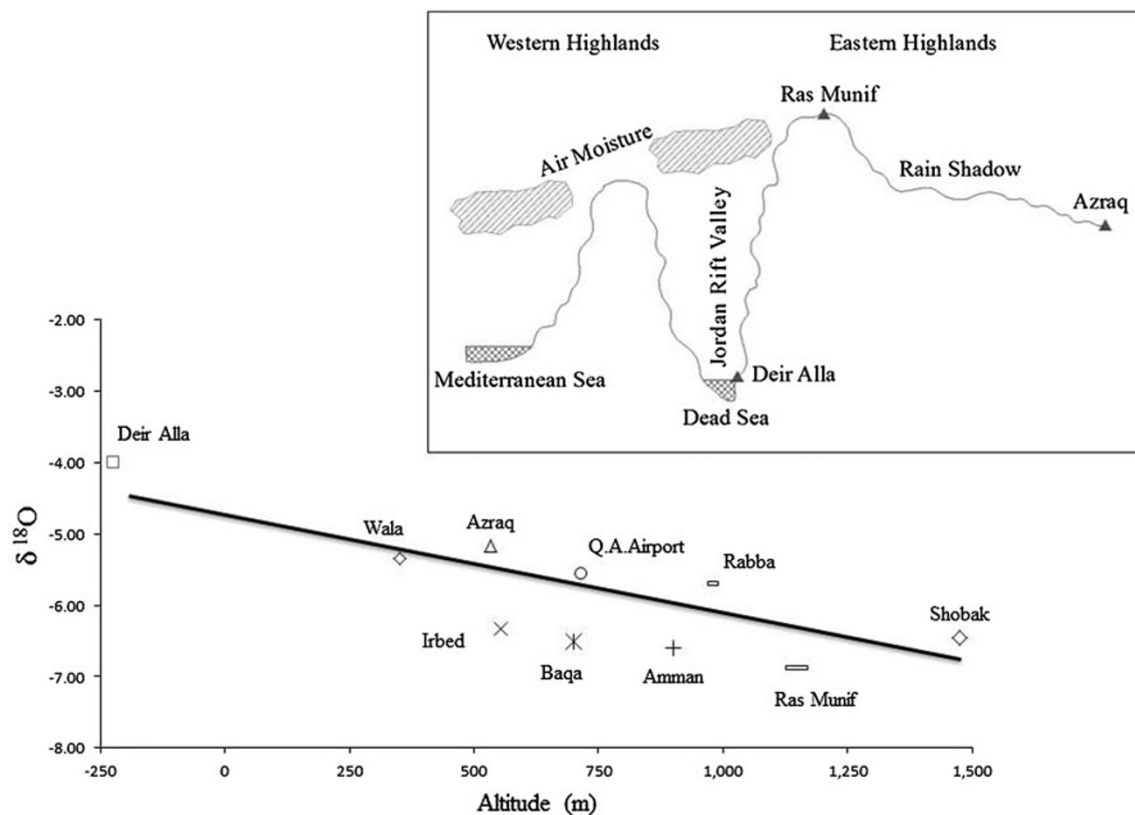 Western Highlands
Eastern Highlands
Ras Munif
Air Moisture
Rain Shadow
Azraq
Jordan Rift Valley
Mediterranean Sea
Deir Alla
Dead Sea
-2.00
-3.00
-4.00
-5.00
-6.00
-7.00
-8.00
δ 18O
Deir Alla
Wala
Azraq
Q.A.Airport
Rabba
Shobak
Irbed
Baqa
Amman
Ras Munif
-250
0
250
500
750
1,000
1,250
1,500
Altitude (m)